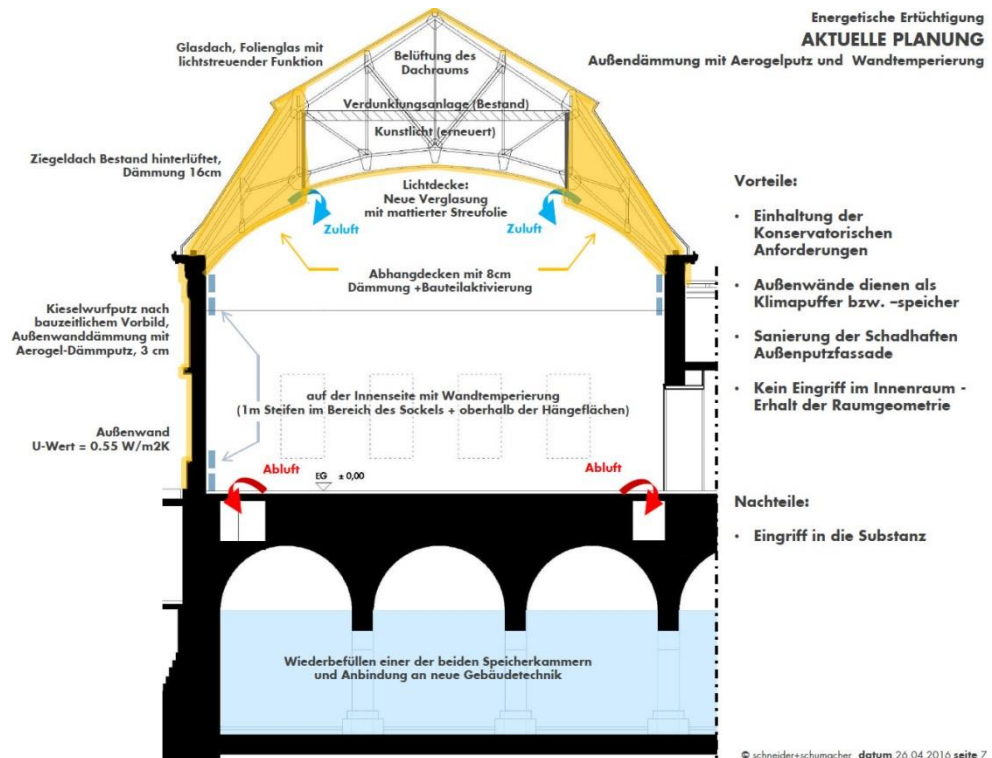 Energetische Ertüchtigung
AKTUELLE PLANUNG
Außendämmung mit Aerogelputz und Wandtemperierung
Glasdach, Folienglas mit
lichtstreuender Funktion
Belüftung des
Dachraums
Verdunklungsanlage (Bestand)
Kunstlicht (erneuert)
Ziegeldach Bestand hinterlüftet,
Dämmung 16cm
Lichtdecke:
Neue Verglasung
mit mattierter Streufolie
Zuluft
Zuluft
Abhangdecken mit 8cm
Dämmung +Bauteilaktivierung
Kieselwurfputz nach
bauzeitlichem Vorbild,
Außenwanddämmung mit
Aerogel-Dämmputz, 3 cm
auf der Innenseite mit Wandtemperierung
(1m Steifen im Bereich des Sockels + oberhalb der Hängeflächen)
Außenwand
U-Wert = 0.55 W/m2K
Abluft
EG ± 0,00
Abluft
Wiederbefüllen einer der beiden Speicherkammern
und Anbindung an neue Gebäudetechnik
Vorteile:
• Einhaltung der
Konservatorischen
Anforderungen
• Außenwände dienen als
Klimapuffer bzw. –speicher
• Sanierung der Schadhaften
Außenputzfassade
• Kein Eingriff im Innenraum -
Erhalt der Raumgeometrie
Nachteile:
• Eingriff in die Substanz
© schneider+schumacher datum 26.04.2016 seite 7